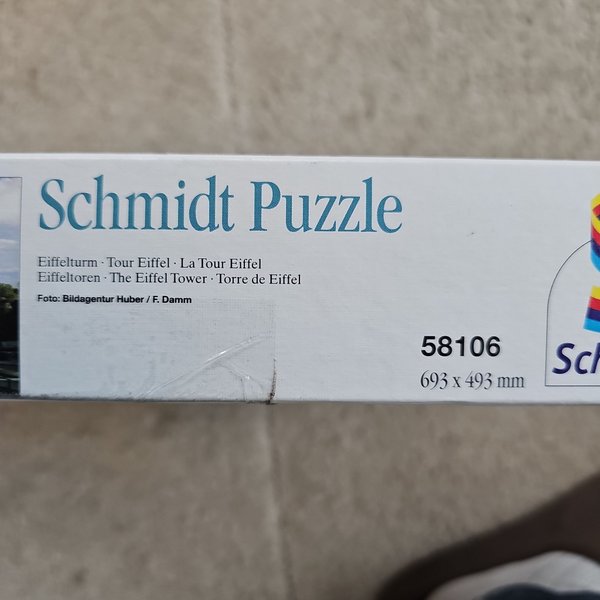 Schmidt Puzzle
Eiffelturm · Tour Eiffel · La Tour Eiffel
Eiffeltoren · The Eiffel Tower · Torre de Eiffel
Foto: Bildagentur Huber / F. Damm
58106
693 x 493 mm